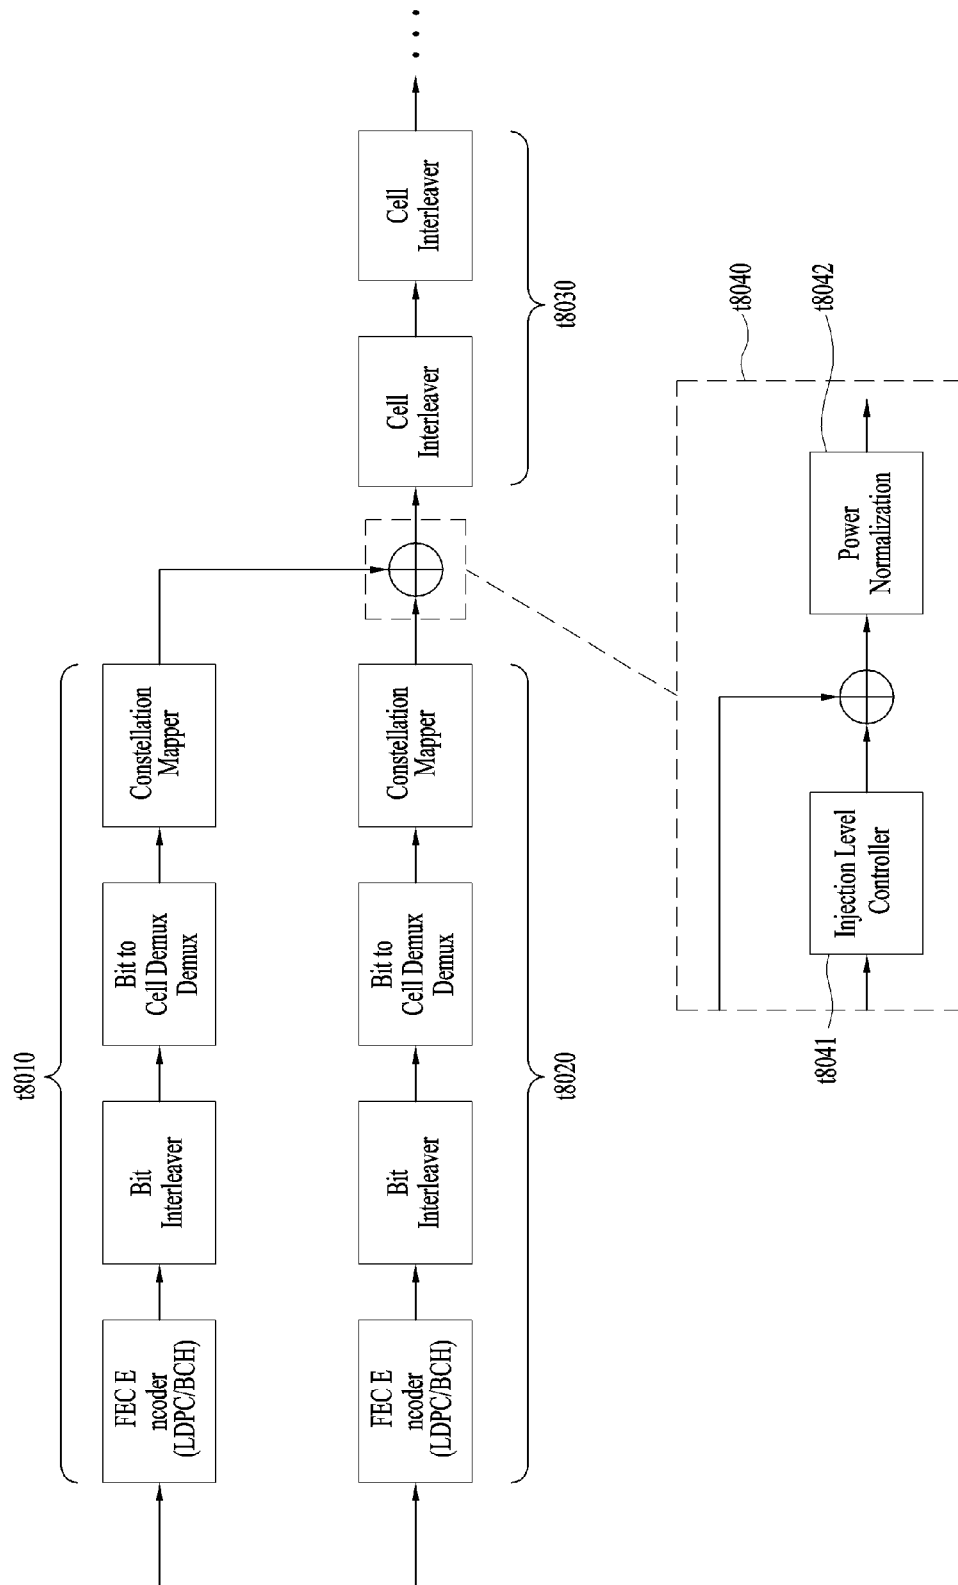 t8010
FEC E
ncoder
(LDPC/BCH)
Bit
Interleaver
Bit to
Cell Demux
Demux
Constellation
Mapper
FEC E
ncoder
(LDPC/BCH)
Bit
Interleaver
Bit to
Cell Demux
Demux
Constellation
Mapper
Cell
Interleaver
Cell
Interleaver
t8020
t8030
t8040
t8041
Injection Level
Controller
Power
Normalization
t8042